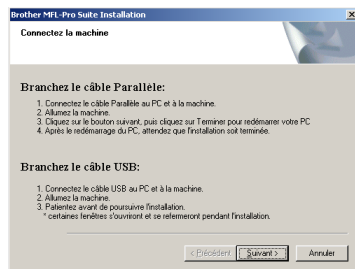 Brother MFL-Pro Suite Installation
Connectez la machine
Branchez le câble Parallèle:
1. Connectez le câble Parallèle au PC et à la machine.
2. Allumez la machine.
3. Cliquez sur le bouton suivant, puis cliquez sur Terminer pour redémarrer votre PC
4. Après le redémarrage du PC, attendez que l'installation soit terminée.
Branchez le câble USB:
1. Connectez le câble USB au PC et à la machine.
2. Allumez la machine.
3. Patientez avant de poursuivre l'installation.
* certaines fenêtres s'ouvriront et se refermeront pendant l'installation.
< Précédent Suivant > Annuler